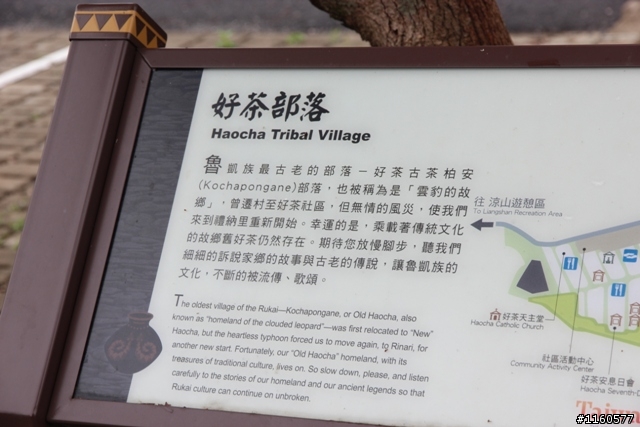 好茶部落
Haocha Tribal Village
魯凱族最古老的部落－好茶古茶柏安
(Kochapongane)部落，也被稱為是「雲豹的故
鄉」，曾遷村至好茶社區，但無情的風災，使我們
來到禮納里重新開始。幸運的是，乘載著傳統文化
的故鄉舊好茶仍然存在。期待您放慢腳步，聽我們
細細的訴說家鄉的故事與古老的傳說，讓魯凱族的
文化，不斷的被流傳、歌頌。
The oldest village of the Rukai—Kochapongane, or Old Haocha, also
known as "homeland of the clouded leopard"—was first relocated to "New"
Haocha, but the heartless typhoon forced us to move again, to Rinari, for
another new start. Fortunately, our "Old Haocha" homeland, with its
treasures of traditional culture, lives on. So slow down, please, and listen
carefully to the stories of our homeland and our ancient legends so that
Rukai culture can continue on unbroken.
往 涼山遊憩區
To Liangshan Recreation Area
好茶天主堂
Haocha Catholic Church
社區活動中心
Community Activity Center
好茶安息日會
Haocha Seventh-
Taiwa
#1160577